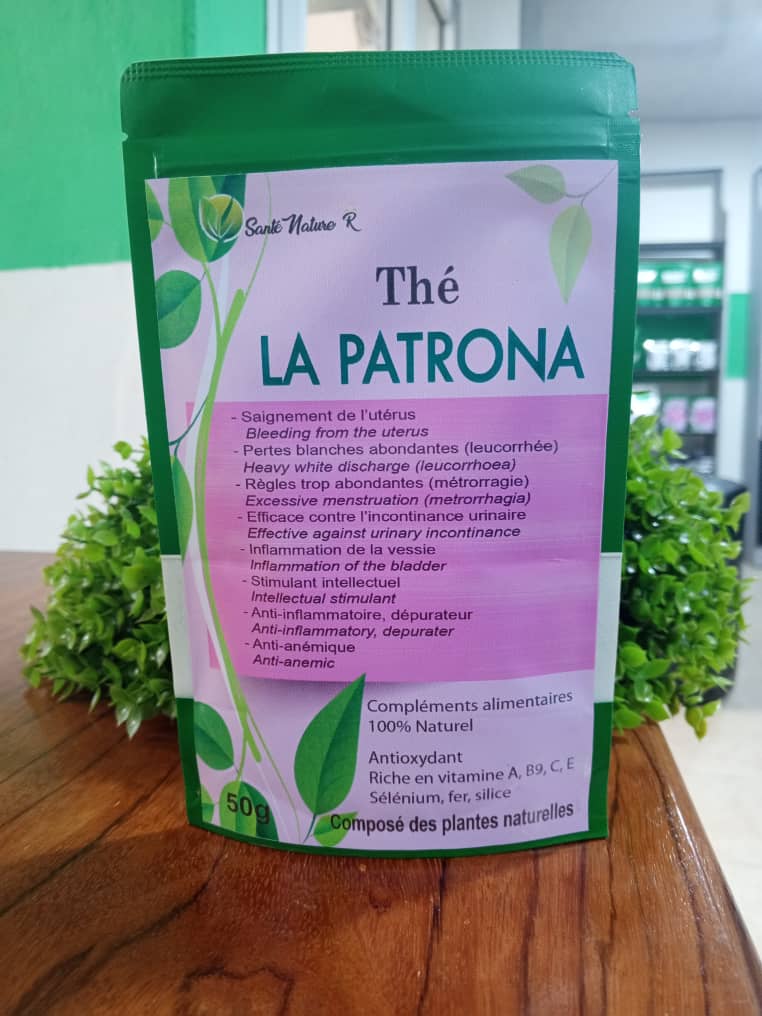 Santé Nature R
Thé
LA PATRONA
- Saignement de l'utérus
Bleeding from the uterus
- Pertes blanches abondantes (leucorrhée)
Heavy white discharge (leucorrhoea)
- Règles trop abondantes (métrorragie)
Excessive menstruation (metrorrhagia)
- Efficace contre l'incontinance urinaire
Effective against urinary incontinence
- Inflammation de la vessie
Inflammation of the bladder
- Stimulant intellectuel
Intellectual stimulant
- Anti-inflammatoire, dépurateur
Anti-inflammatory, depurater
- Anti-anémique
Anti-anemic
Compléments alimentaires
100% Naturel
Antioxydant
Riche en vitamine A, B9, C, E
Sélénium, fer, silice
50g
Composé des plantes naturelles